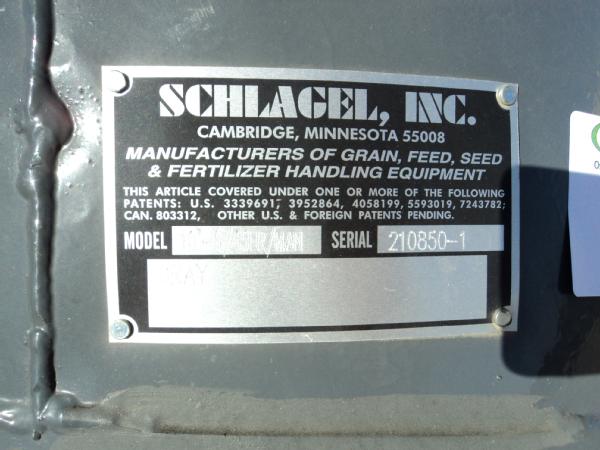 SCHLAGEL, INC.
CAMBRIDGE, MINNESOTA 55008
MANUFACTURERS OF GRAIN, FEED, SEED
& FERTILIZER HANDLING EQUIPMENT
THIS ARTICLE COVERED UNDER ONE OR MORE OF THE FOLLOWING
PATENTS: U.S. 3339691, 3952864, 4058199, 5593019, 7243782;
CAN. 803312, OTHER U.S. & FOREIGN PATENTS PENDING.
MODEL SERIAL 210850-1